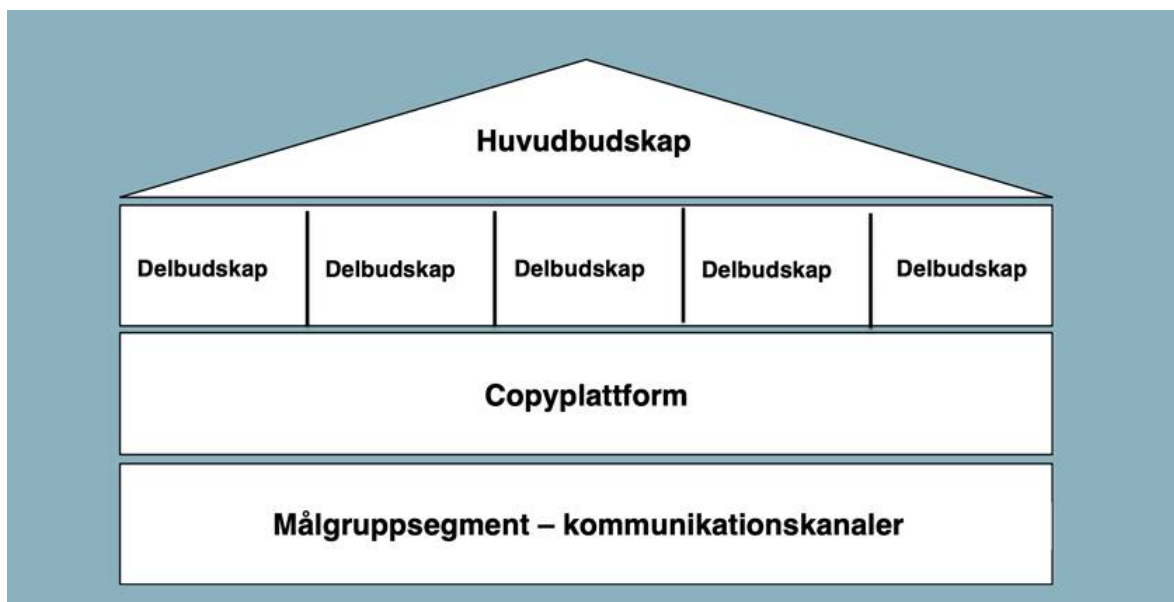 Huvudbudskap
Delbudskap Delbudskap Delbudskap Delbudskap Delbudskap
Copyplattform
Målgruppsegment – kommunikationskanaler